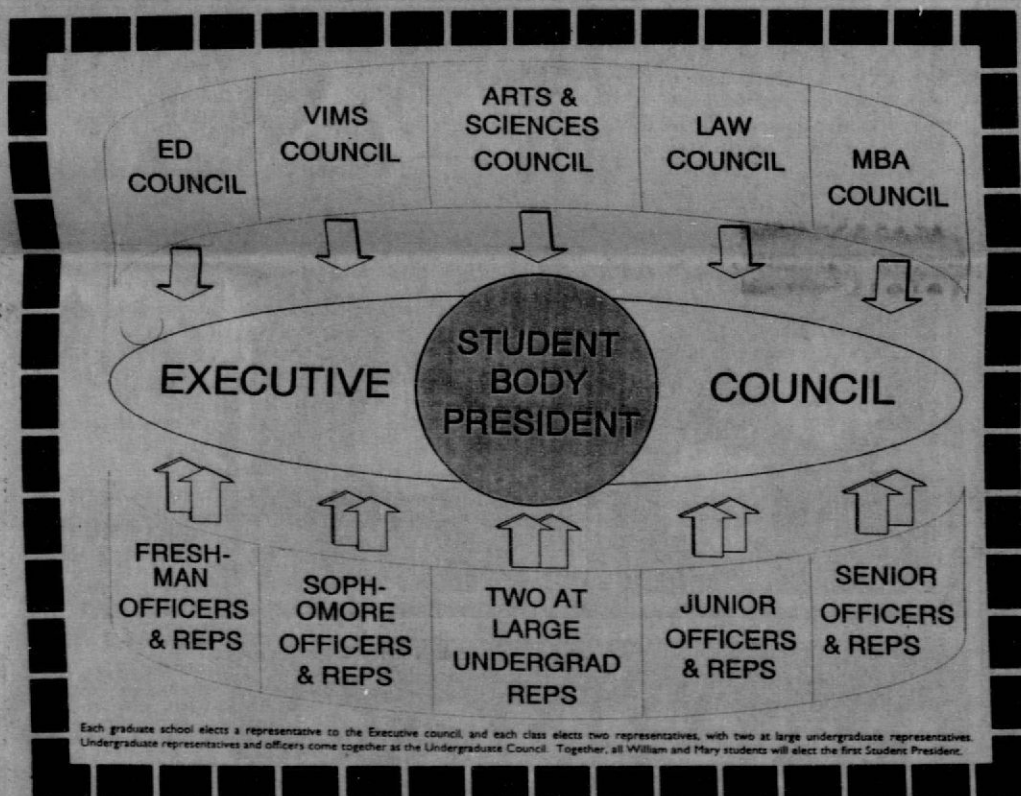 ED
COUNCIL
VIMS
COUNCIL
ARTS &
SCIENCES
COUNCIL
LAW
COUNCIL
MBA
COUNCIL
EXECUTIVE
STUDENT
BODY
PRESIDENT
COUNCIL
FRESH-
MAN
OFFICERS
& REPS
SOPH-
OMORE
OFFICERS
& REPS
TWO AT
LARGE
UNDERGRAD
REPS
JUNIOR
OFFICERS
& REPS
SENIOR
OFFICERS
& REPS
Each graduate school elects a representative to the Executive council, and each class elects two representatives, with two at large undergraduate representatives.
Undergraduate representatives and officers come together as the Undergraduate Council. Together, all William and Mary students will elect the first Student President.